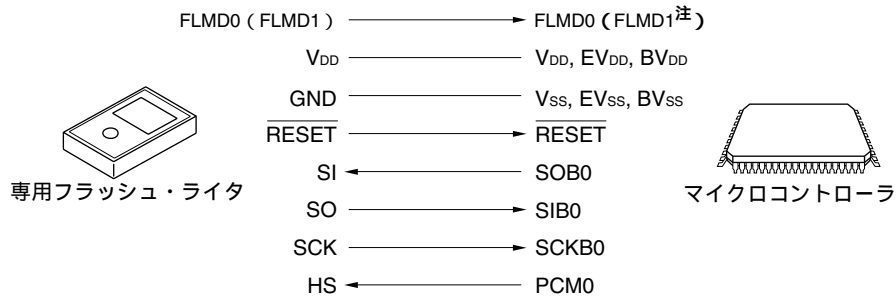 FLMD0（FLMD1） FLMD0（FLMD1注）
VDD VDD, EVDD, BVDD
GND VSS, EVSS, BVSS
RESET RESET
SI SOB0
専用フラッシュ・ライタ マイクロコントローラ
SO SIB0
SCK SCKB0
HS PCM0